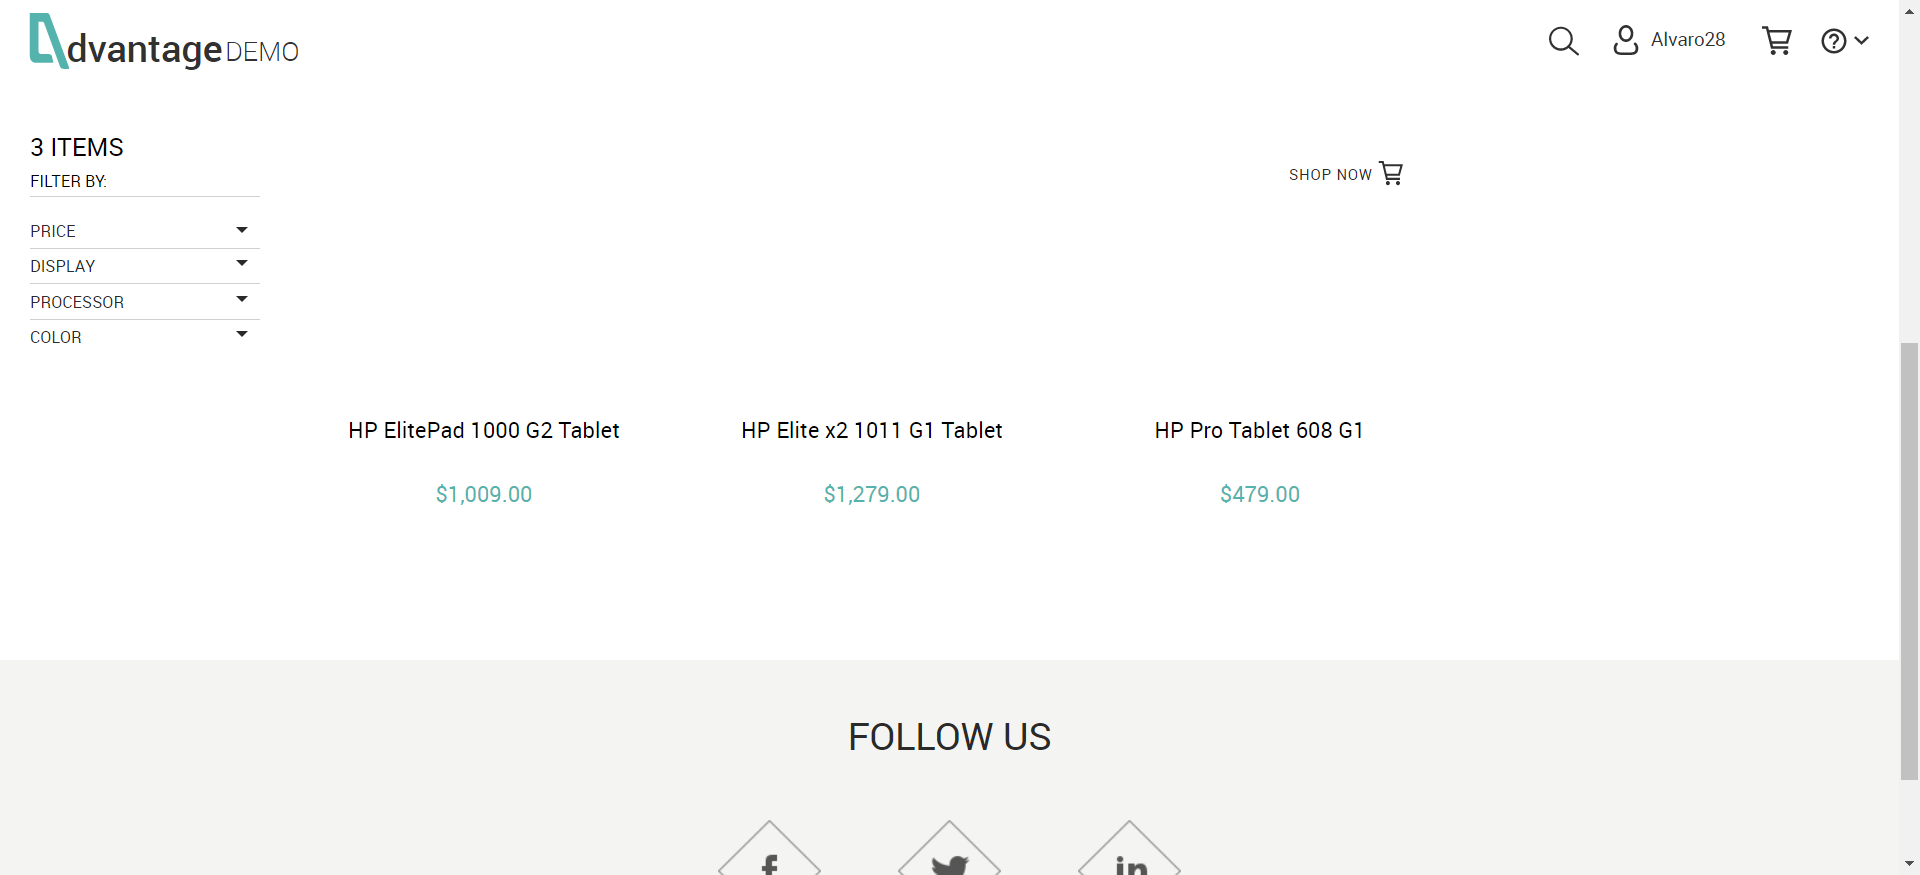 dvantage DEMO
Alvaro28
3 ITEMS
FILTER BY:
PRICE
DISPLAY
PROCESSOR
COLOR
SHOP NOW
HP ElitePad 1000 G2 Tablet
$1,009.00
HP Elite x2 1011 G1 Tablet
$1,279.00
HP Pro Tablet 608 G1
$479.00
FOLLOW US
f
in